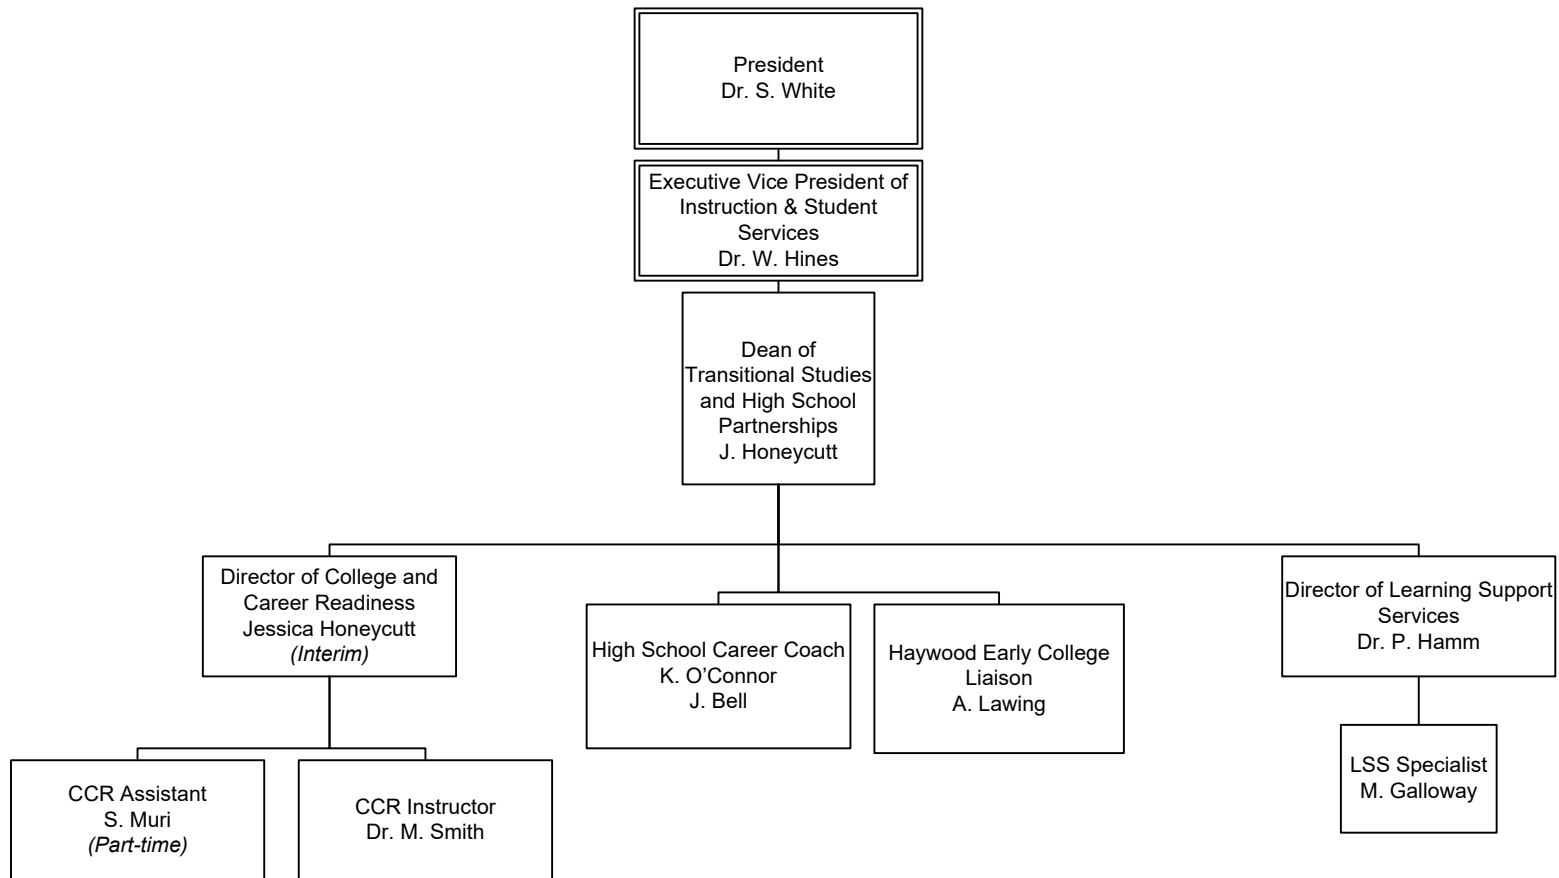 President
Dr. S. White
Executive Vice President of
Instruction & Student
Services
Dr. W. Hines
Dean of
Transitional Studies
and High School
Partnerships
J. Honeycutt
Director of College and
Career Readiness
Jessica Honeycutt
(Interim)
High School Career Coach
K. O’Connor
J. Bell
Haywood Early College
Liaison
A. Lawing
Director of Learning Support
Services
Dr. P. Hamm
CCR Assistant
S. Muri
(Part-time)
CCR Instructor
Dr. M. Smith
LSS Specialist
M. Galloway